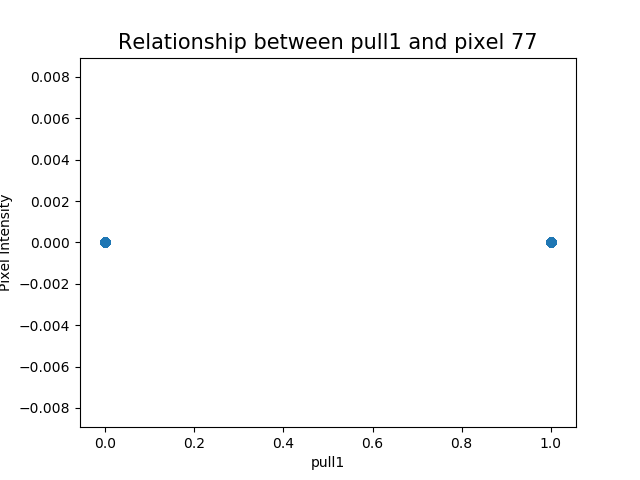 Relationship between pull1 and pixel 77
Pixel Intensity
0.008
0.006
0.004
0.002
0.000
−0.002
−0.004
−0.006
−0.008
0.0 0.2 0.4 0.6 0.8 1.0
pull1